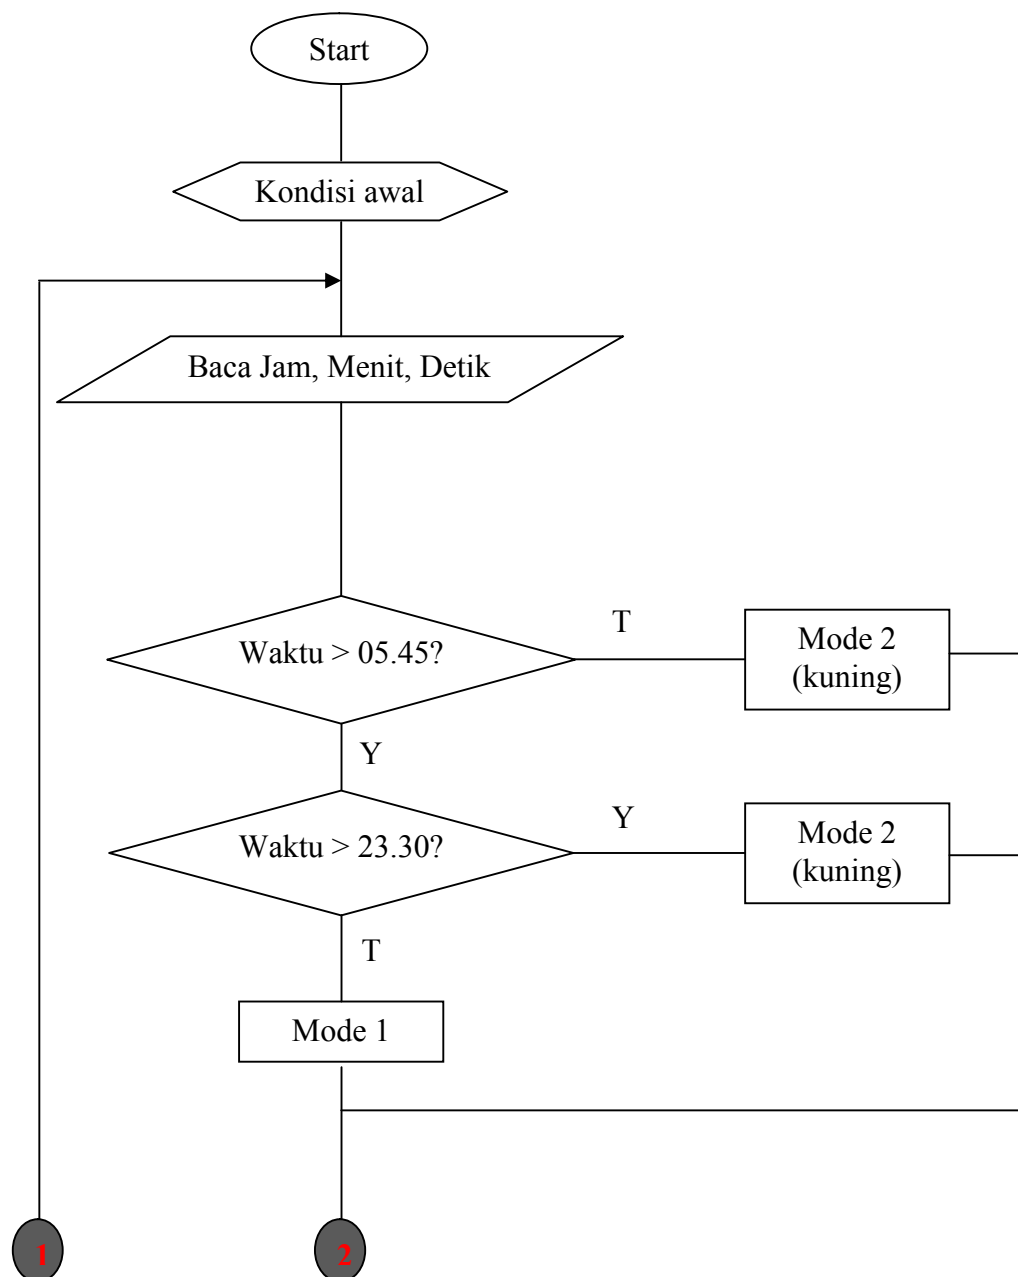 Start
Kondisi awal
Baca Jam, Menit, Detik
Waktu > 05.45?
T
Mode 2
(kuning)
Y
Waktu > 23.30?
Y
Mode 2
(kuning)
T
Mode 1
1
2